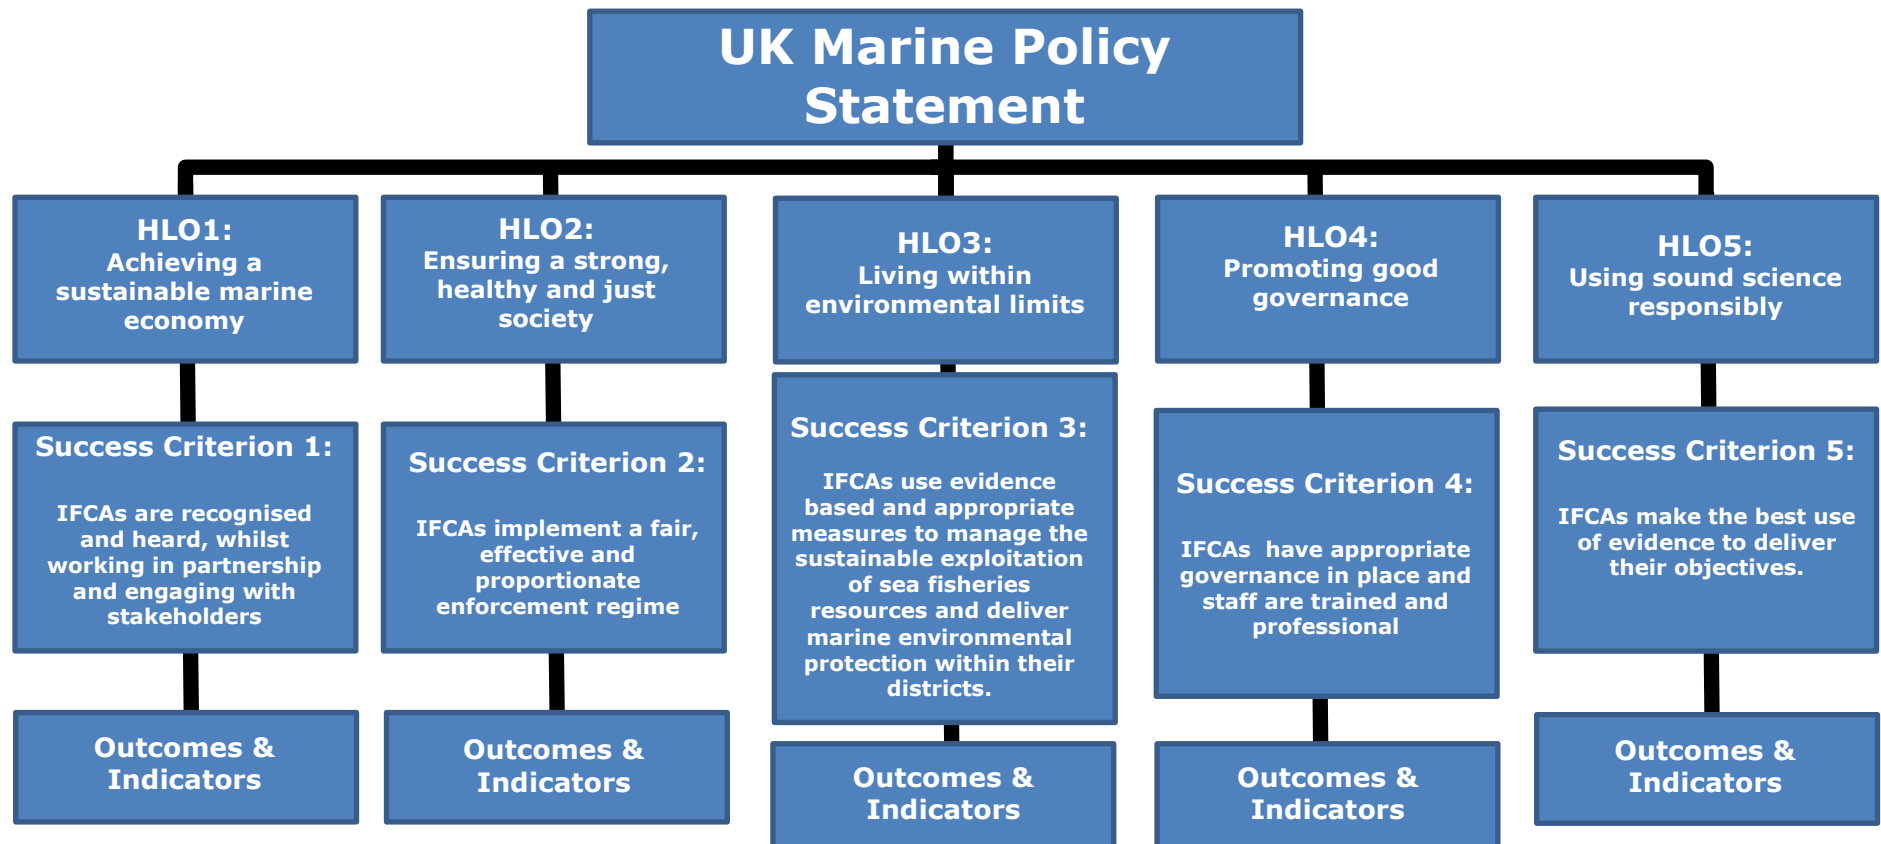 UK Marine Policy
Statement
HLO1:
Achieving a
sustainable marine
economy
HLO2:
Ensuring a strong,
healthy and just
society
HLO3:
Living within
environmental limits
HLO4:
Promoting good
governance
HLO5:
Using sound science
responsibly
Success Criterion 1:
IFCAs are recognised
and heard, whilst
working in partnership
and engaging with
stakeholders
Success Criterion 2:
IFCAs implement a fair,
effective and
proportionate
enforcement regime
Success Criterion 3:
IFCAs use evidence
based and appropriate
measures to manage the
sustainable exploitation
of sea fisheries
resources and deliver
marine environmental
protection within their
districts.
Success Criterion 4:
IFCAs  have appropriate
governance in place and
staff are trained and
professional
Success Criterion 5:
IFCAs make the best use
of evidence to deliver
their objectives.
Outcomes &
Indicators
Outcomes &
Indicators
Outcomes &
Indicators
Outcomes &
Indicators
Outcomes &
Indicators